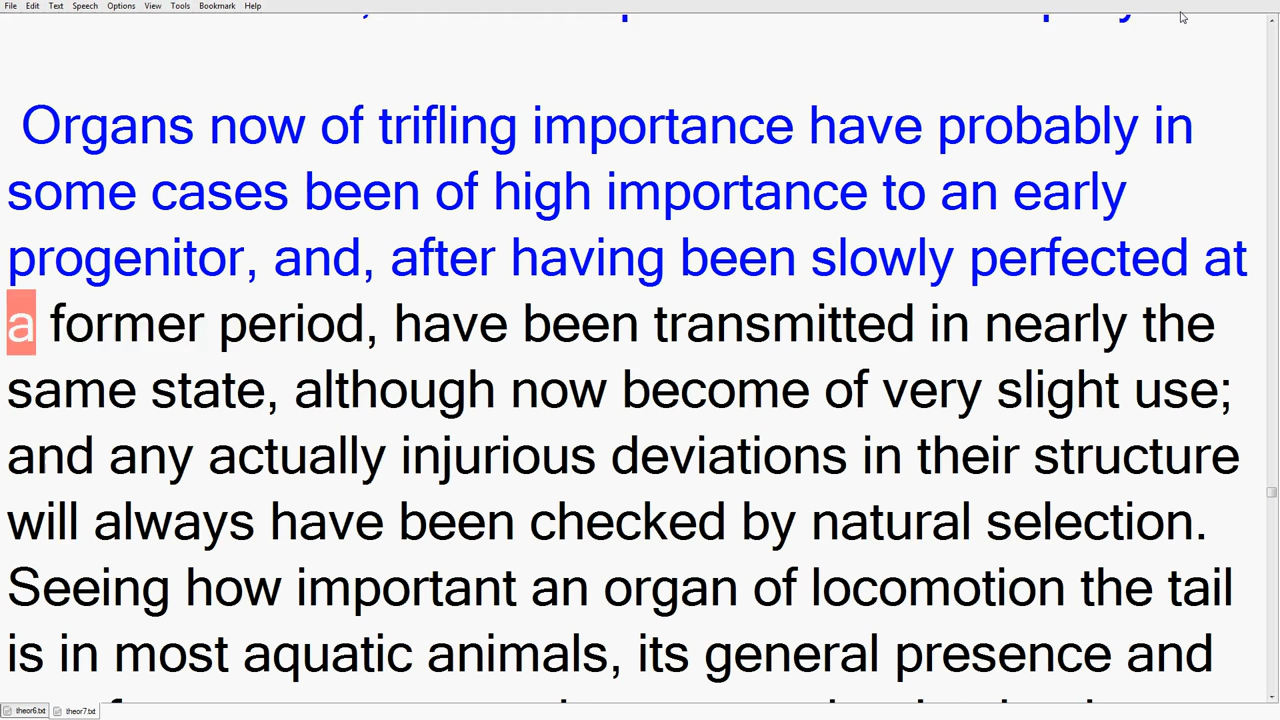 File Edit Text Speech Options View Tools Bookmark Help
Organs now of trifling importance have probably in
some cases been of high importance to an early
progenitor, and, after having been slowly perfected at
a former period, have been transmitted in nearly the
same state, although now become of very slight use;
and any actually injurious deviations in their structure
will always have been checked by natural selection.
Seeing how important an organ of locomotion the tail
is in most aquatic animals, its general presence and
theor6.txt theor7.txt